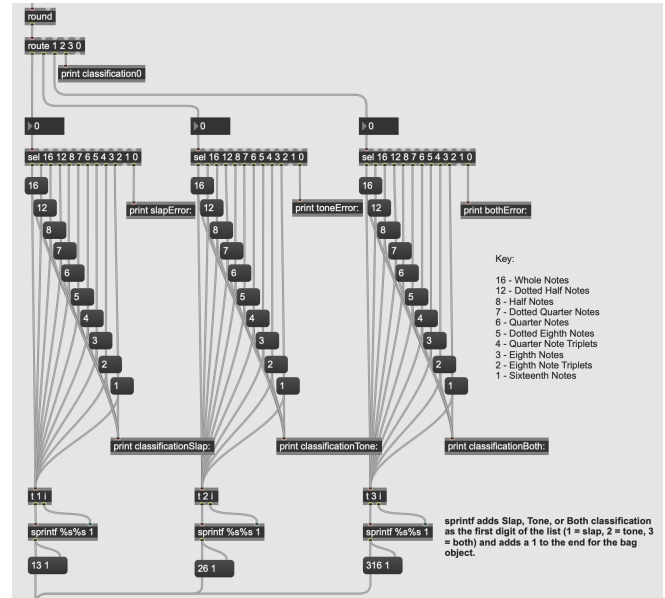 round
route 1 2 3 0
print classification0
0 0 0
sel 16 12 8 7 6 5 4 3 2 1 0 sel 16 12 8 7 6 5 4 3 2 1 0 sel 16 12 8 7 6 5 4 3 2 1 0
16 16 16
12 print slapError: 12 print toneError: 12 print bothError:
8 8 8
7 7 7
6 6 6
5 5 5
4 4 4
3 3 3
2 2 2
1 1 1
Key:
16 - Whole Notes
12 - Dotted Half Notes
8 - Half Notes
7 - Dotted Quarter Notes
6 - Quarter Notes
5 - Dotted Eighth Notes
4 - Quarter Note Triplets
3 - Eighth Notes
2 - Eighth Note Triplets
1 - Sixteenth Notes
print classificationSlap: print classificationTone: print classificationBoth:
t 1 i t 2 i t 3 i
sprintf %s%s 1 sprintf %s%s 1 sprintf %s%s 1
13 1 26 1 316 1
sprintf adds Slap, Tone, or Both classification
as the first digit of the list (1 = slap, 2 = tone, 3
= both) and adds a 1 to the end for the bag
object.